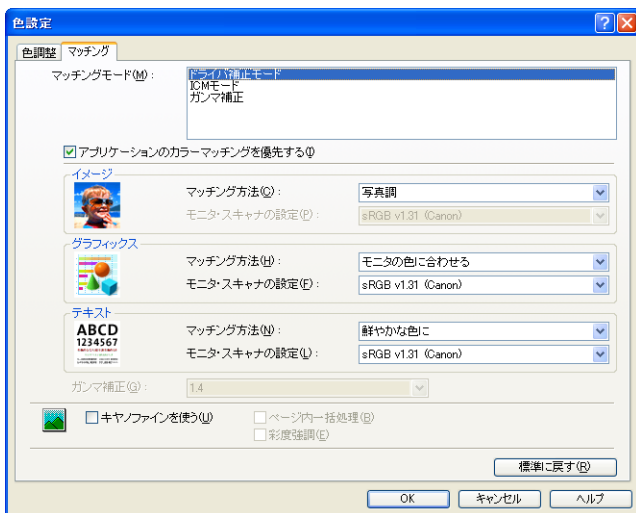 色設定
色調整 マッチング
マッチングモード(M): ドライバ補正モード
ICMモード
ガンマ補正
アプリケーションのカラーマッチングを優先する(I)
イメージ
マッチング方法(C): 写真調
モニタ・スキャナの設定(P): sRGB v1.31 (Canon)
グラフィックス
マッチング方法(H): モニタの色に合わせる
モニタ・スキャナの設定(F): sRGB v1.31 (Canon)
テキスト
ABCD
1234567
マッチング方法(N): 鮮やかな色に
モニタ・スキャナの設定(L): sRGB v1.31 (Canon)
ガンマ補正(G): 1.4
キヤノファインを使う(U) ページ内一括処理(B)
彩度強調(E)
標準に戻す(R)
OK キャンセル ヘルプ